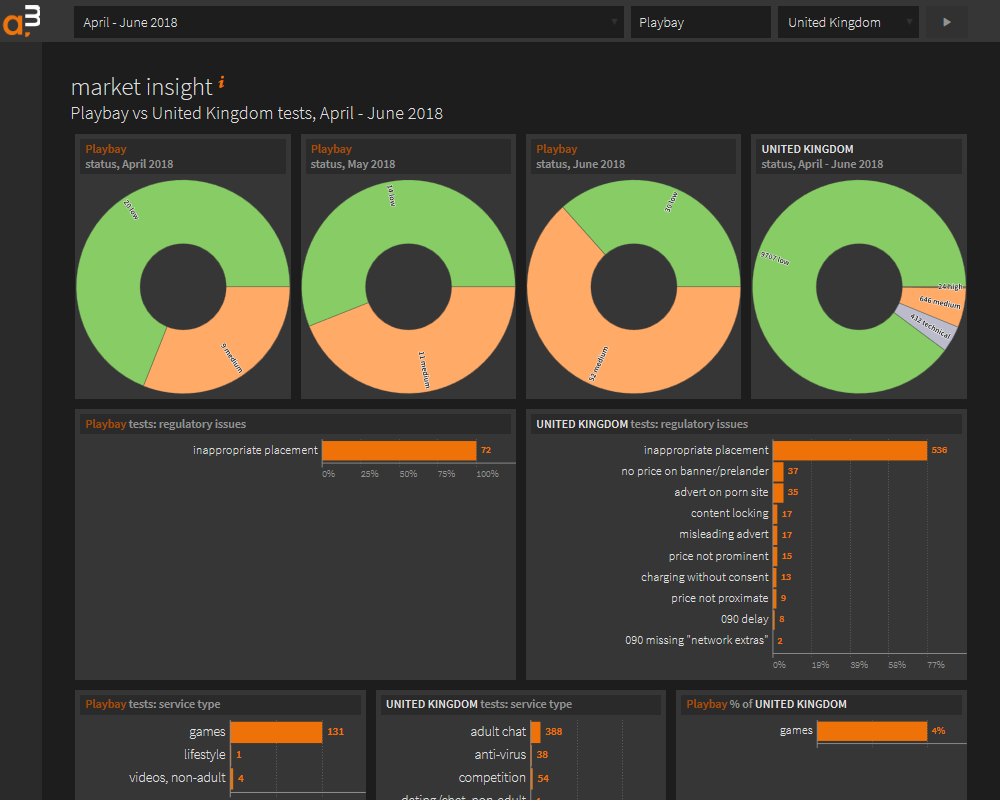 a3
April - June 2018
Playbay
United Kingdom
market insight i
Playbay vs United Kingdom tests, April - June 2018
Playbay
status, April 2018
20 low
9 medium
Playbay
status, May 2018
14 low
11 medium
Playbay
status, June 2018
30 low
52 medium
UNITED KINGDOM
status, April - June 2018
9707 low
24 high
646 medium
412 technical
Playbay tests: regulatory issues
inappropriate placement 72
0% 25% 50% 75% 100%
UNITED KINGDOM tests: regulatory issues
inappropriate placement 536
no price on banner/prelander 37
advert on porn site 35
content locking 17
misleading advert 17
price not prominent 15
charging without consent 13
price not proximate 9
090 delay 8
090 missing "network extras" 2
0% 19% 39% 58% 77%
Playbay tests: service type
games 131
lifestyle 1
videos, non-adult 4
UNITED KINGDOM tests: service type
adult chat 388
anti-virus 38
competition 54
dating/chat, non-adult
Playbay % of UNITED KINGDOM
games 4%